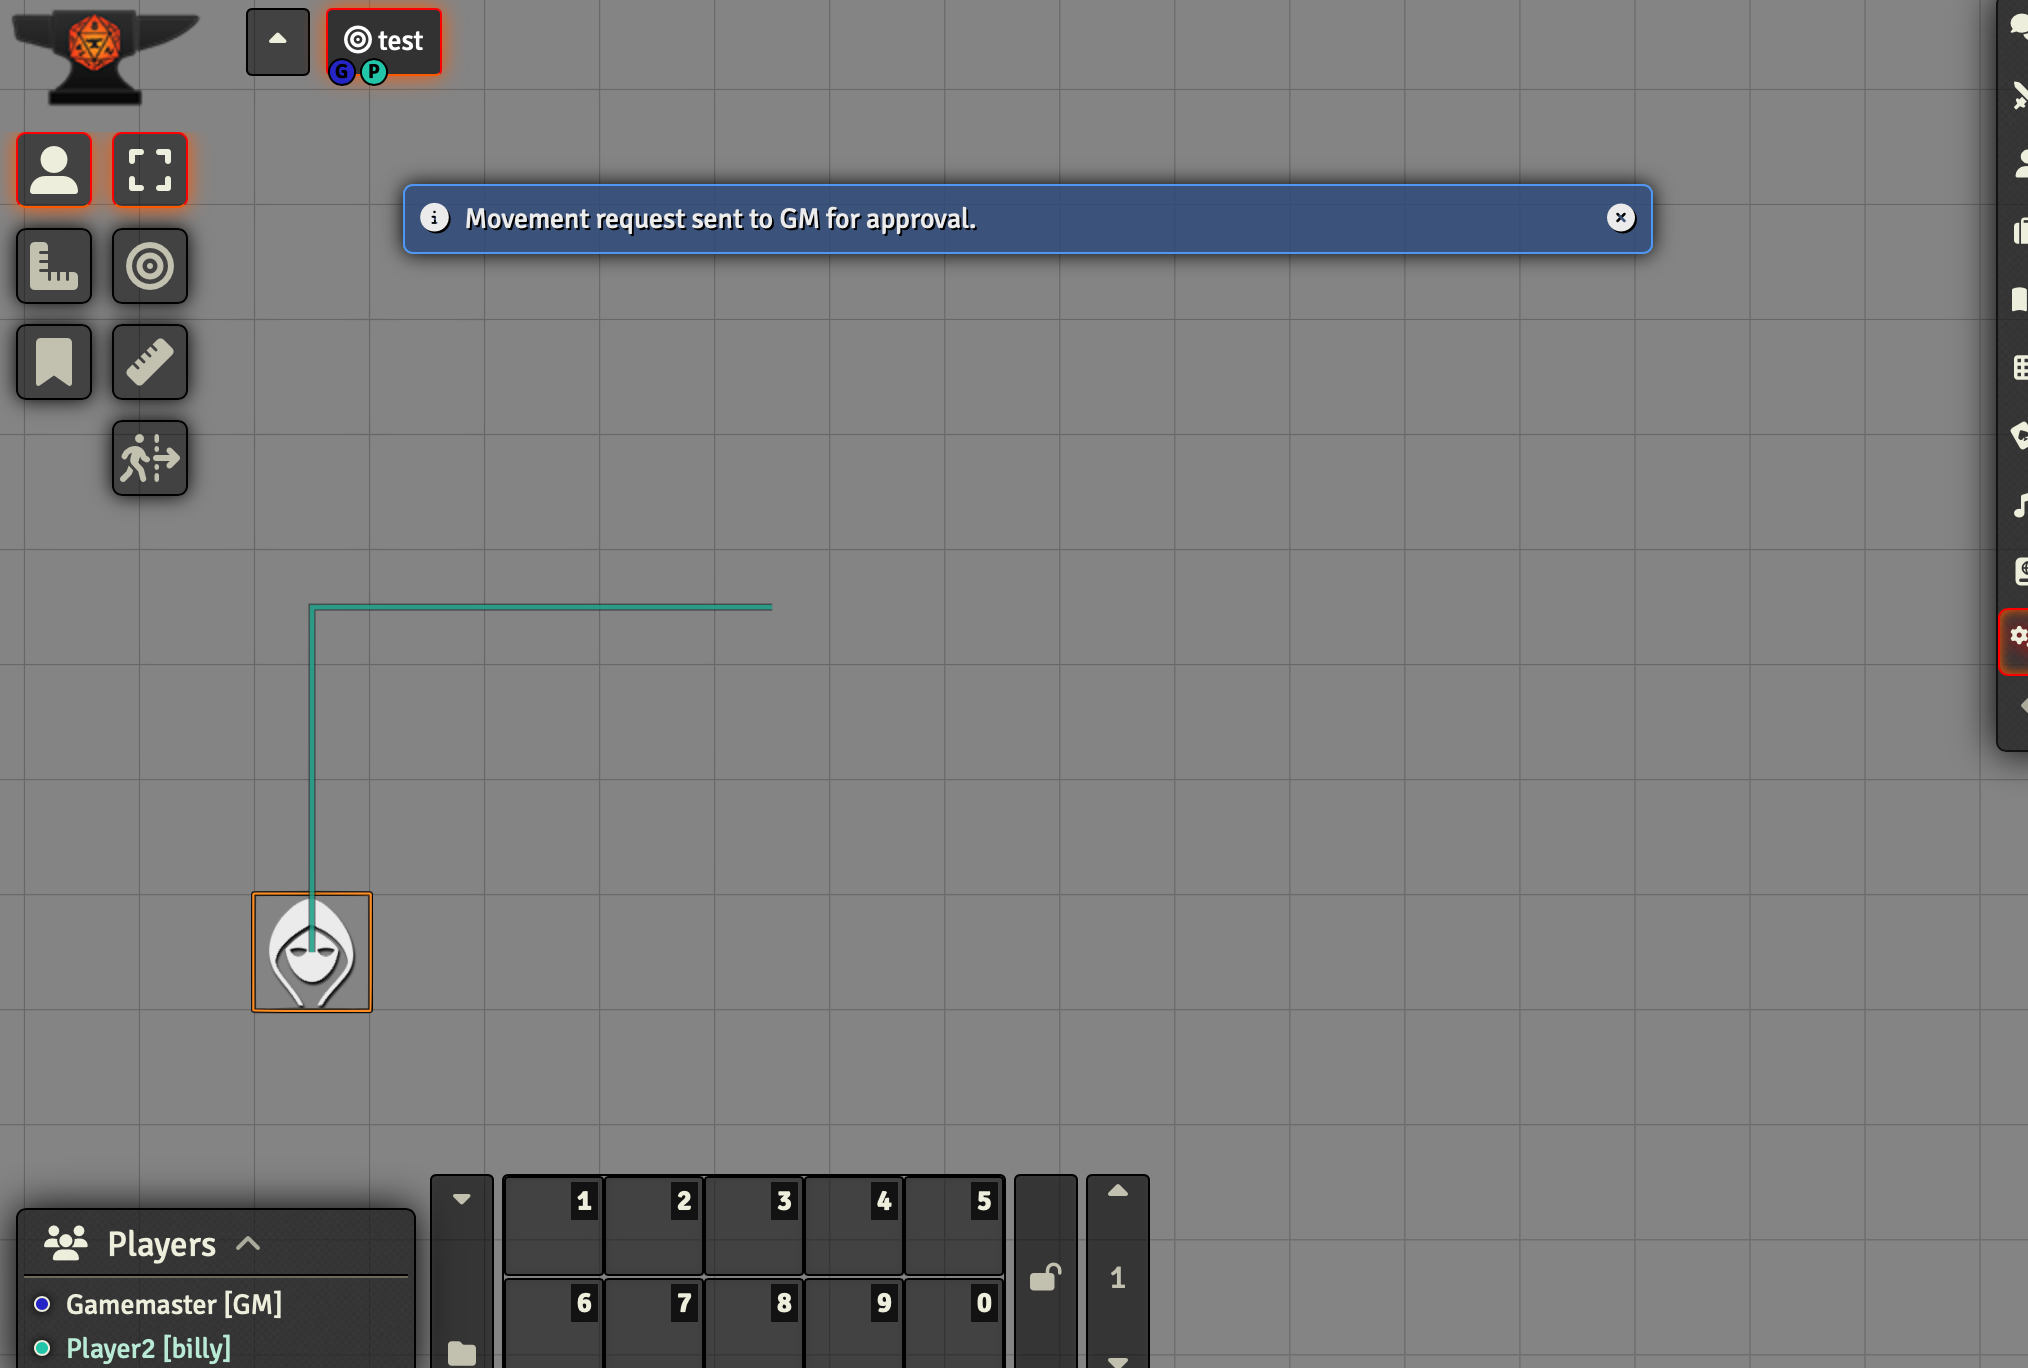 test
G P
Movement request sent to GM for approval.
1 2 3 4 5
6 7 8 9 0
1
Players
Gamemaster [GM]
Player2 [billy]